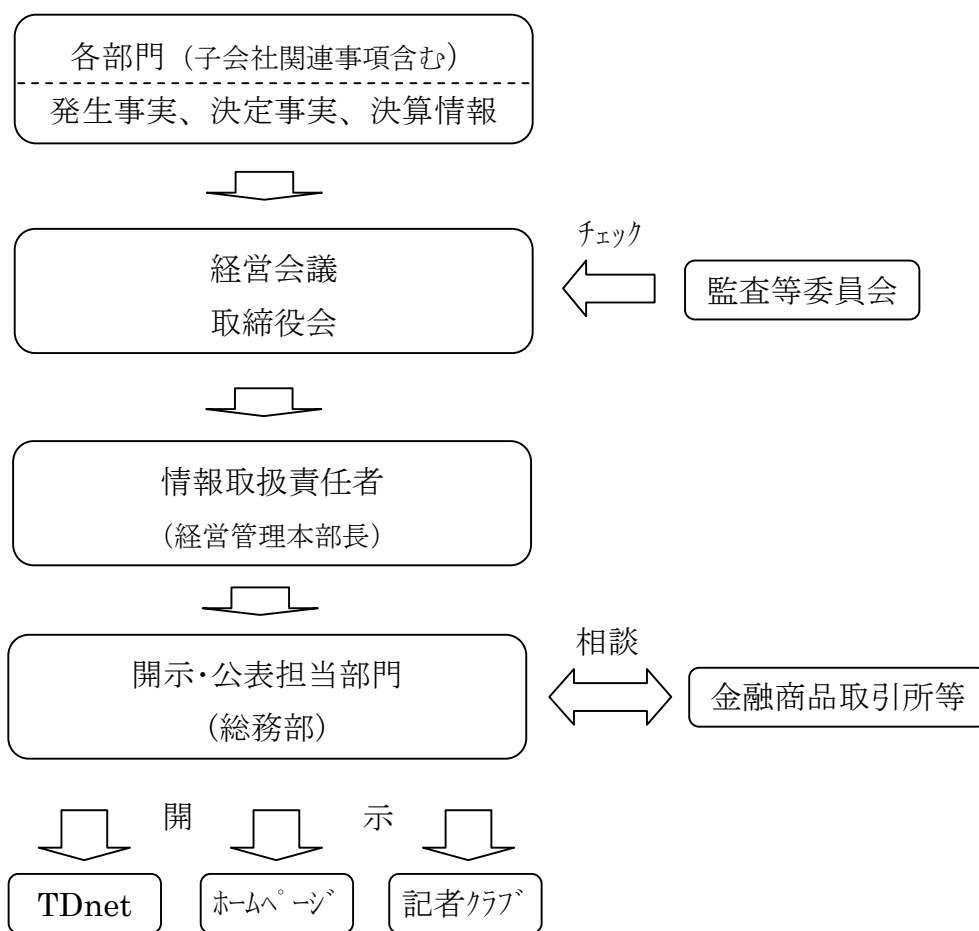 各部門（子会社関連事項含む）
発生事実、決定事実、決算情報
経営会議
取締役会
チェック
監査等委員会
情報取扱責任者
（経営管理本部長）
開示・公表担当部門
（総務部）
相談
金融商品取引所等
開 示
TDnet
ﾎｰﾑﾍﾟｰｼﾞ
記者ｸﾗﾌﾞ